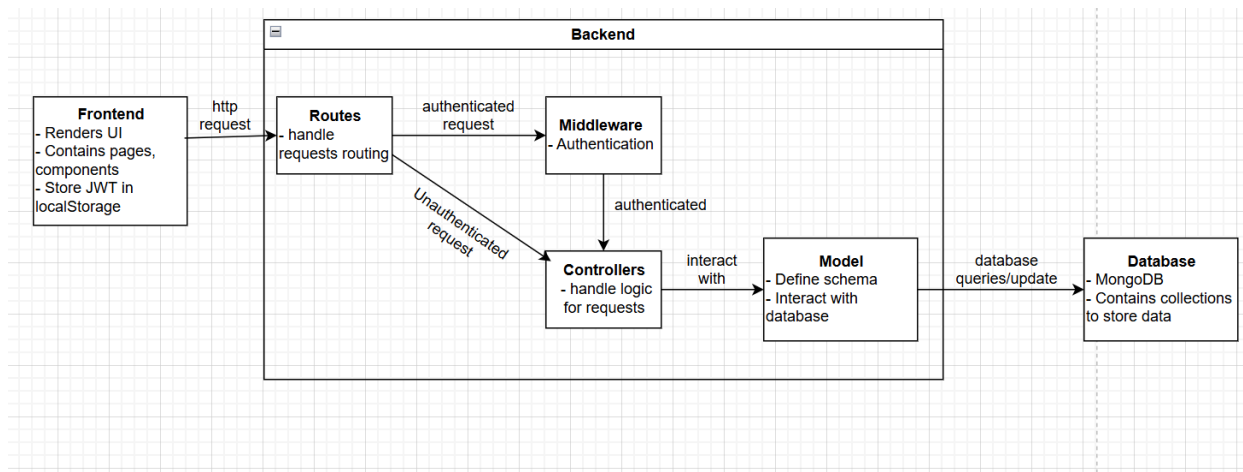 Backend
Frontend
- Renders UI
- Contains pages,
components
- Store JWT in
localStorage
http
request
Routes
- handle
requests routing
authenticated
request
Middleware
- Authentication
Unauthenticated
request
authenticated
Controllers
- handle logic
for requests
interact
with
Model
- Define schema
- Interact with
database
database
queries/update
Database
- MongoDB
- Contains collections
to store data